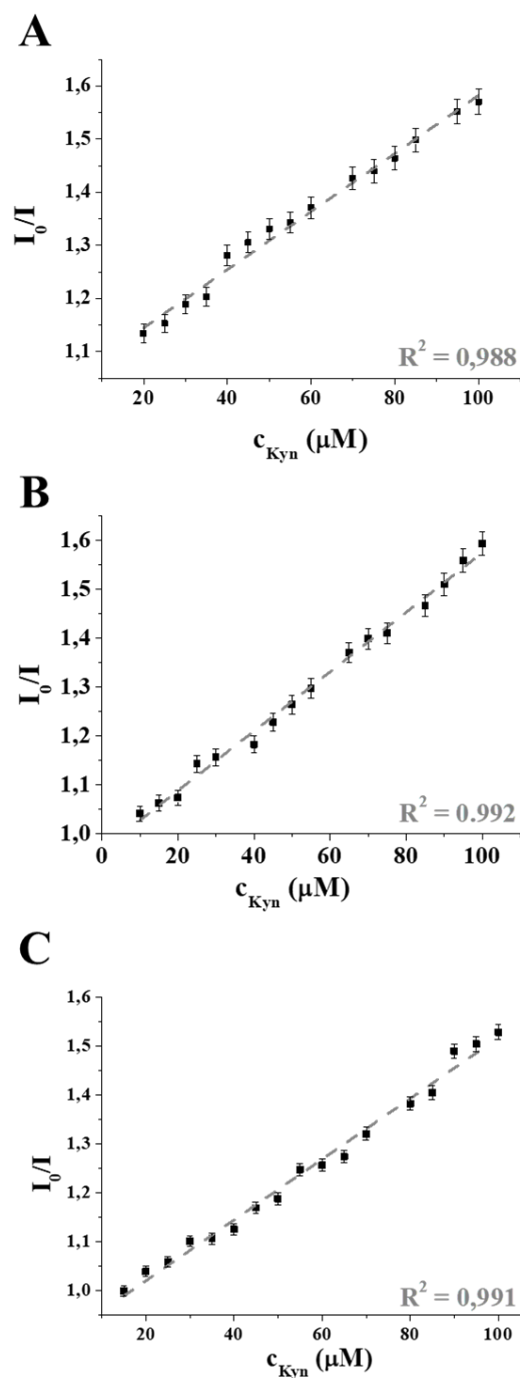 A
1,6
1,5
1,4
1,3
1,2
1,1
I0/I
R2 = 0,988
20 40 60 80 100
cKyn (μM)
B
1,6
1,5
1,4
1,3
1,2
1,1
1,0
I0/I
R2 = 0.992
0 20 40 60 80 100
cKyn (μM)
C
1,6
1,5
1,4
1,3
1,2
1,1
1,0
I0/I
R2 = 0,991
20 40 60 80 100
cKyn (μM)